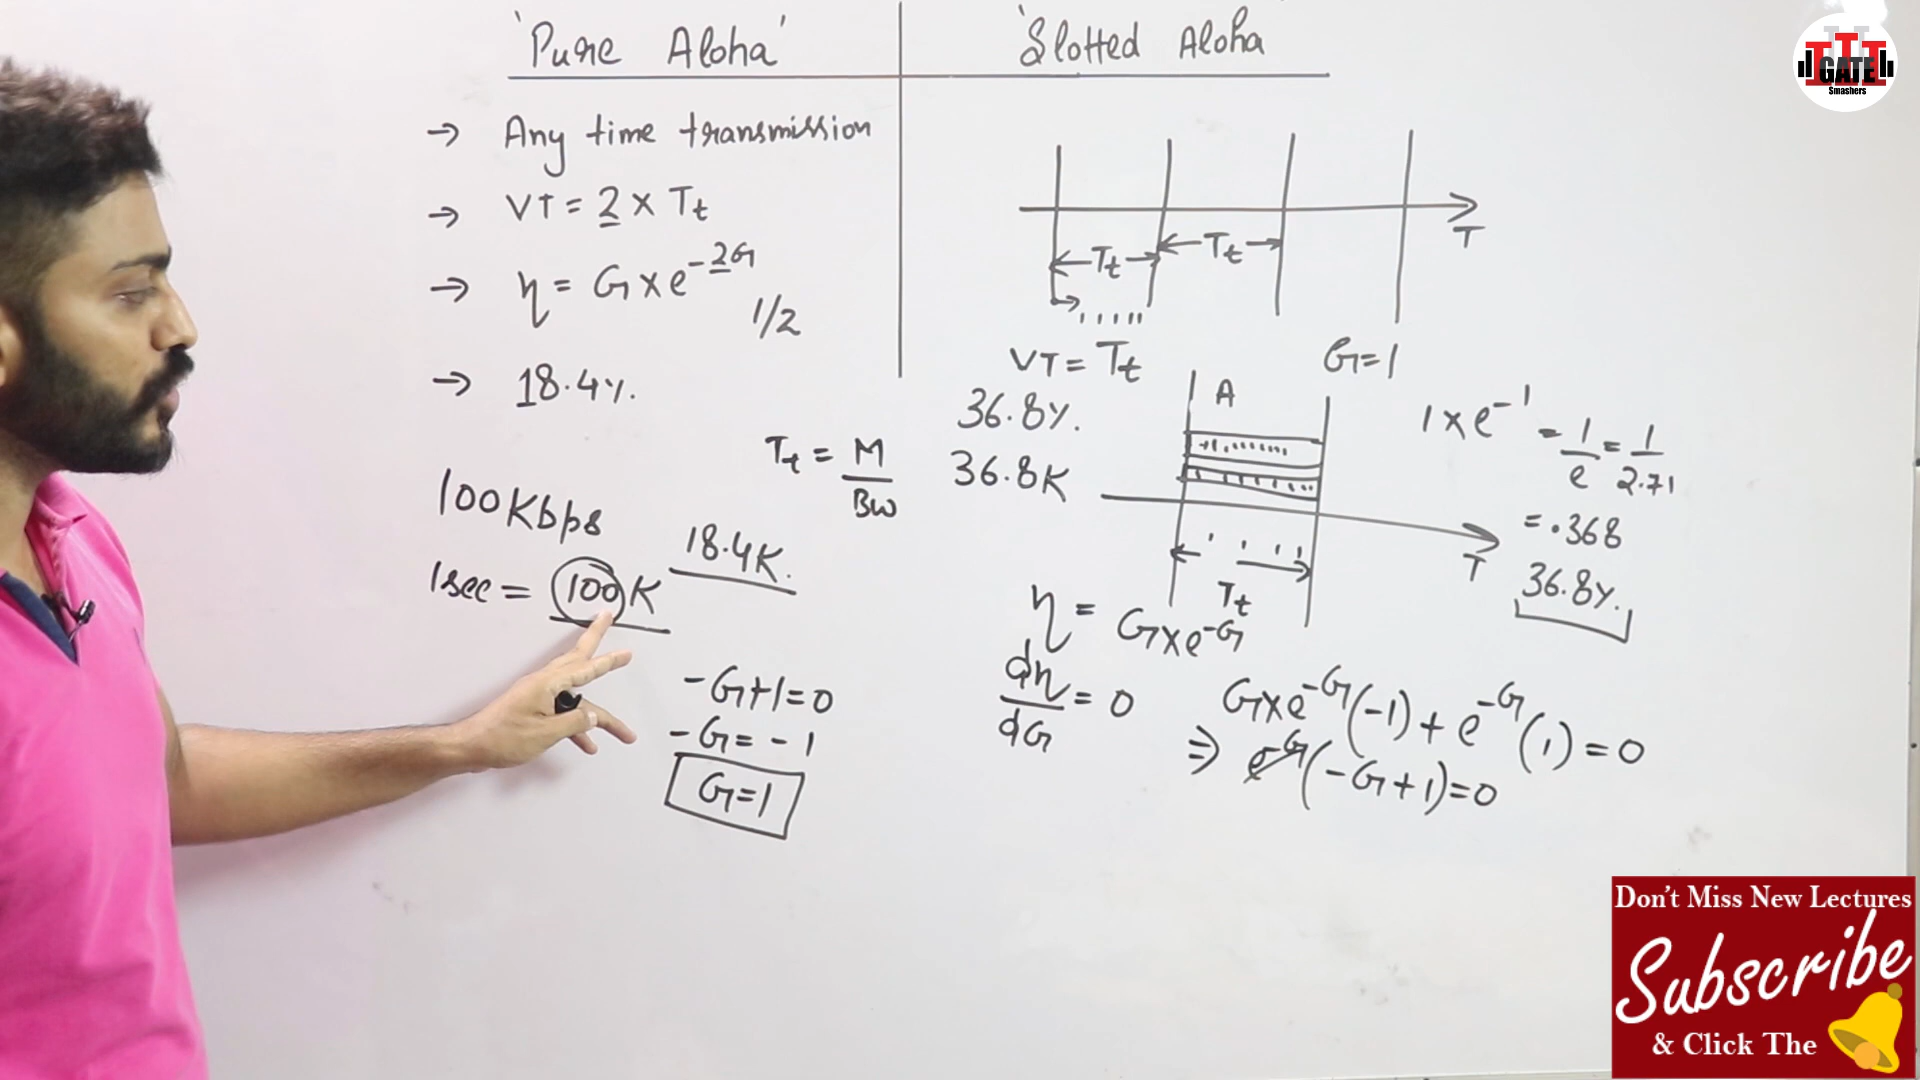 'Pure Aloha'
→ Any time transmission
→ VT = 2 x Tt
→ η = G x e^-2G
1/2
→ 18.4%.
Tt = M/BW
100Kbps
1sec = 100K
18.4K.
-G+1=0
-G = -1
G=1
'Slotted Aloha'
T
Tt Tt
VT = Tt
G=1
36.8%.
36.8K
A
T
Tt
1 x e^-1 = 1/e = 1/2.71
= .368
36.8%.
η = G x e^-G
dη/dG = 0
G x e^-G (-1) + e^-G (1) = 0
⇒ e^-G (-G+1) = 0
GATE
Smashers
Don't Miss New Lectures
Subscribe
& Click The